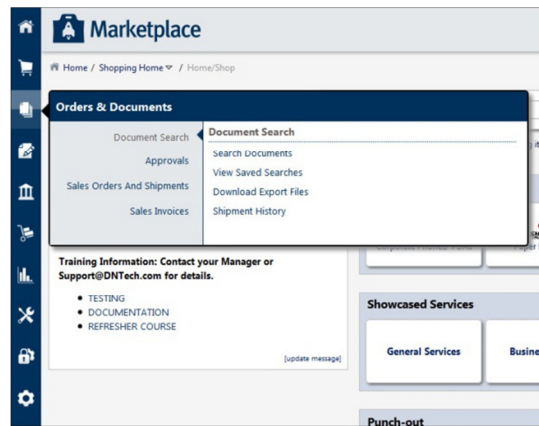 Marketplace
Home / Shopping Home / Home/Shop
Orders & Documents
Document Search
Approvals
Sales Orders And Shipments
Sales Invoices
Document Search
Search Documents
View Saved Searches
Download Export Files
Shipment History
Training Information: Contact your Manager or
Support@DNTech.com for details.
TESTING
DOCUMENTATION
REFRESHER COURSE
[update message]
Showcased Services
General Services
Busine
Punch-out